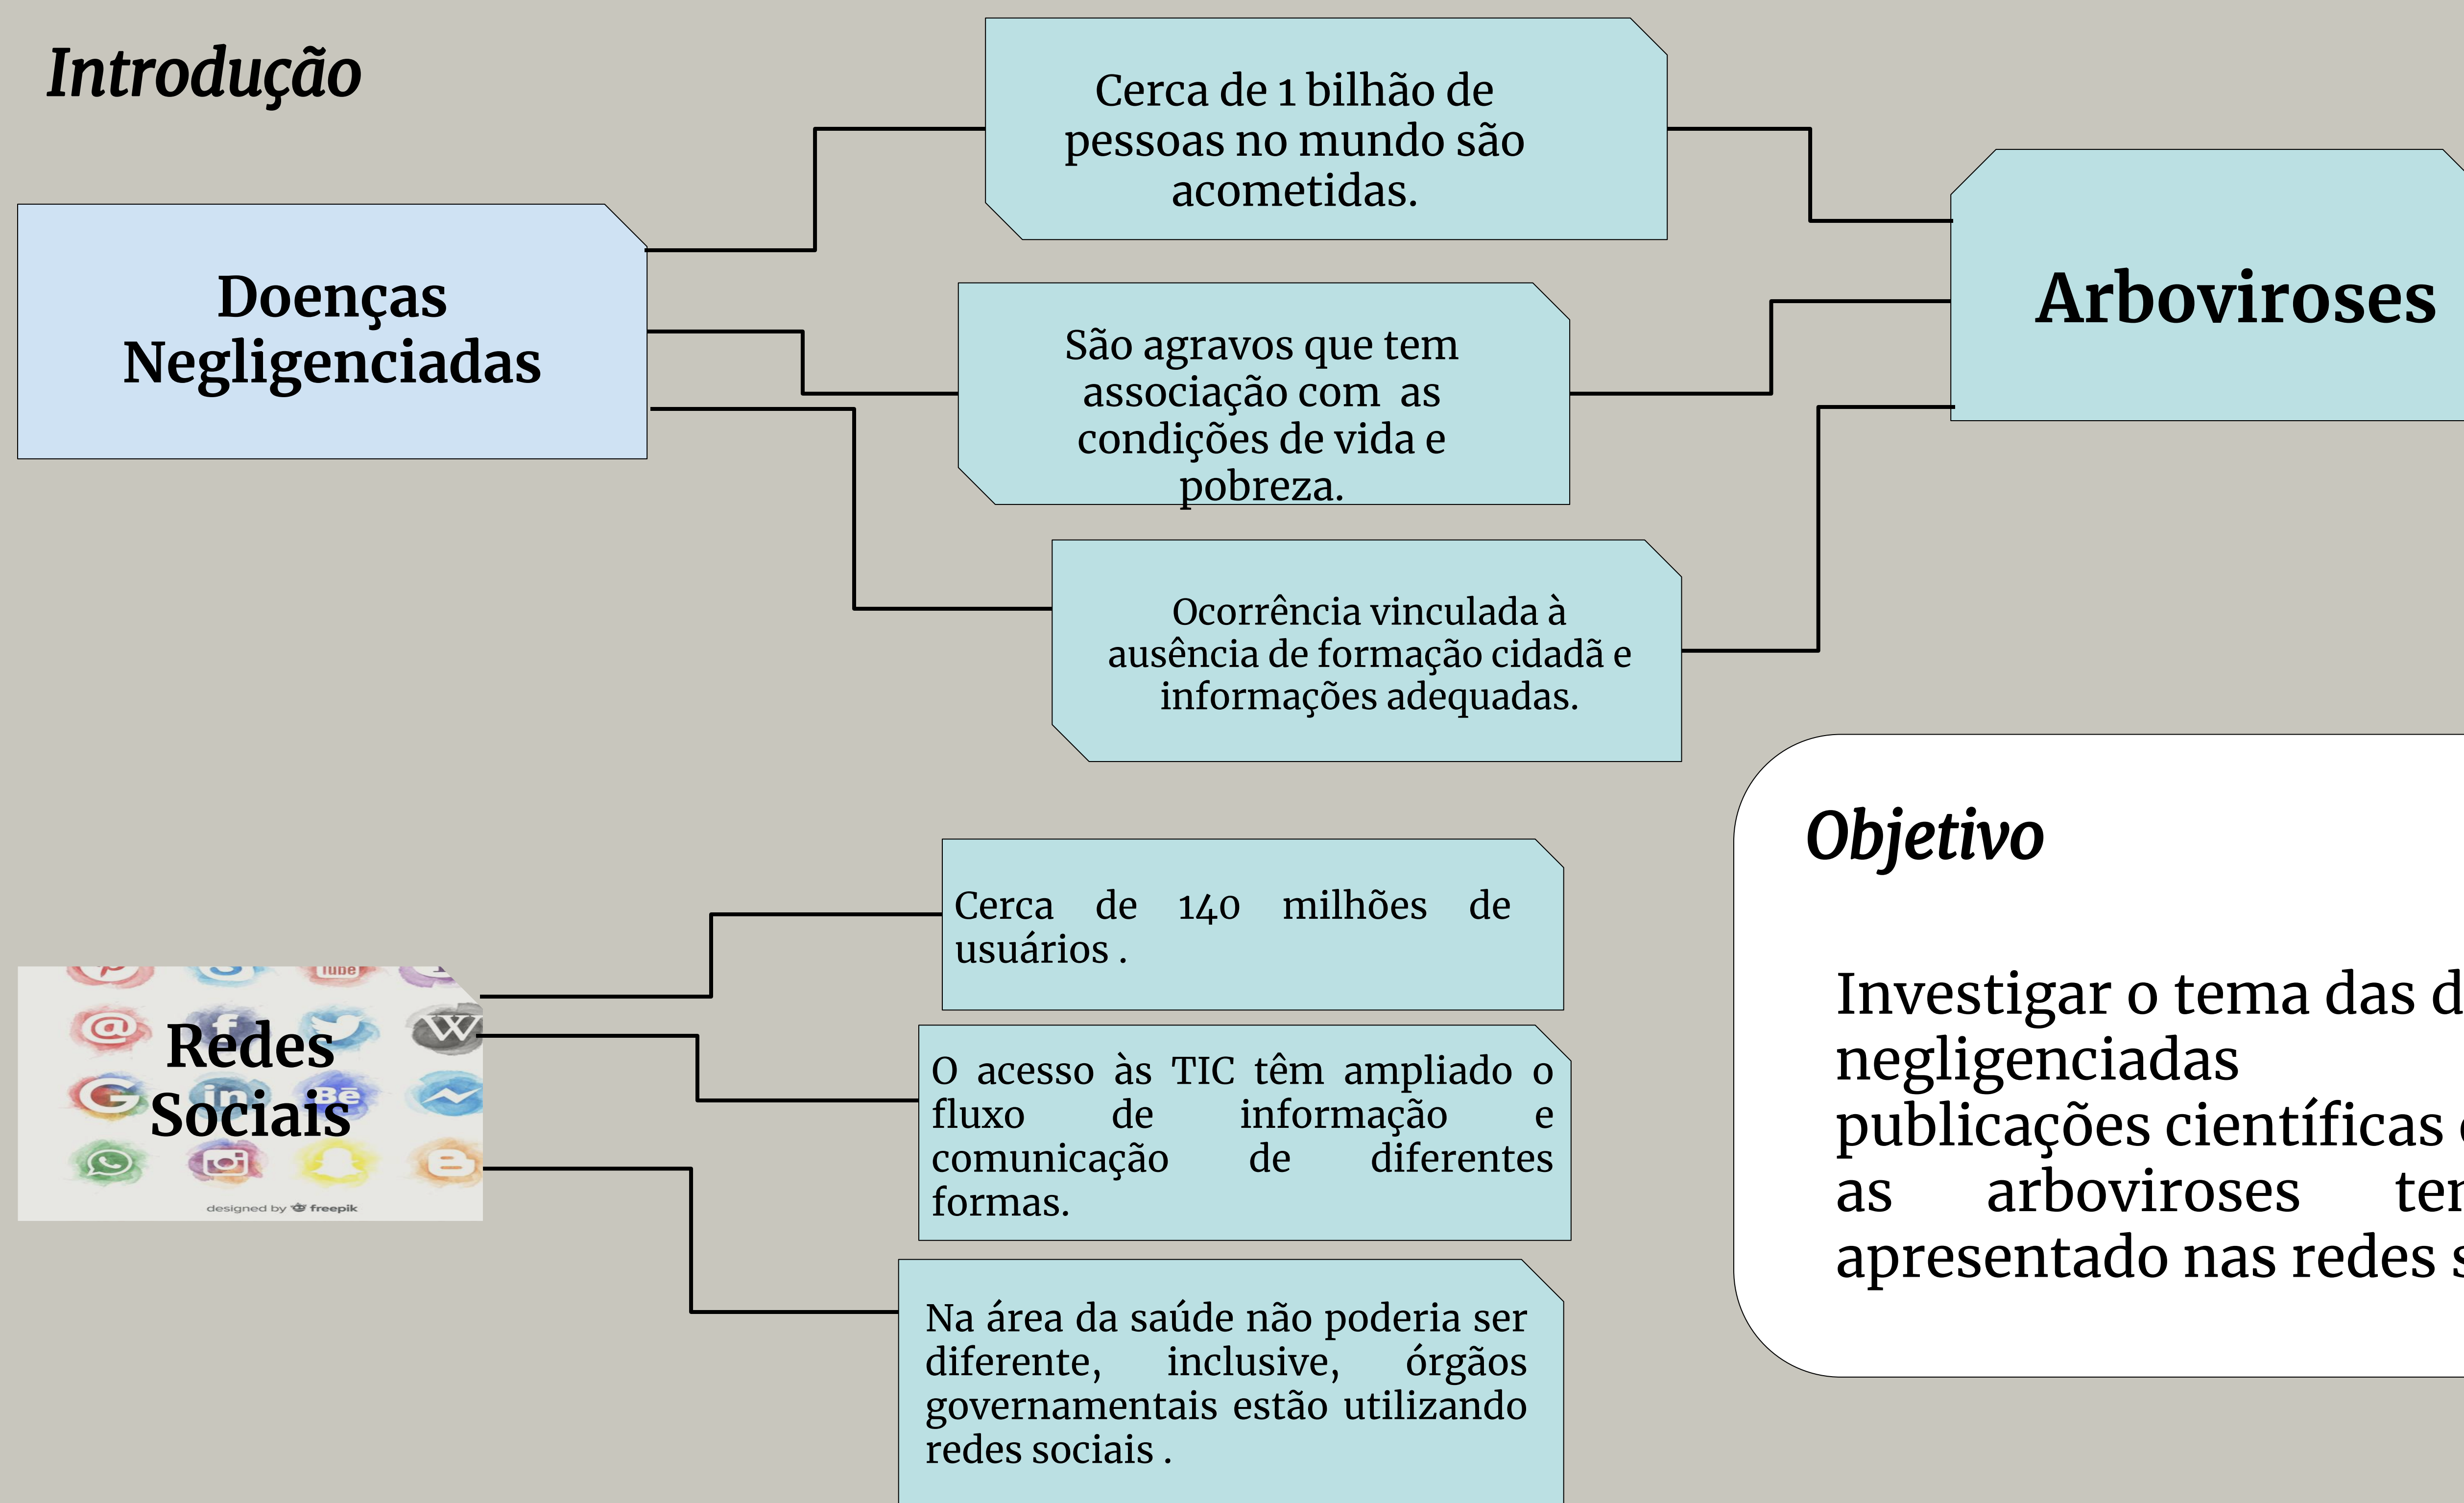 Introdução
Doenças
Negligenciadas
Cerca de 1 bilhão de
pessoas no mundo são
acometidas.
São agravos que tem
associação com as
condições de vida e
pobreza.
Ocorrência vinculada à
ausência de formação cidadã e
informações adequadas.
Arboviroses
Redes
Sociais
Tube
designed by freepik
Cerca de 140 milhões de
usuários .
O acesso às TIC têm ampliado o
fluxo de informação e
comunicação de diferentes
formas.
Na área da saúde não poderia ser
diferente, inclusive, órgãos
governamentais estão utilizando
redes sociais .
Objetivo
Investigar o tema das
negligenciadas
publicações científicas
as arboviroses
apresentado nas redes